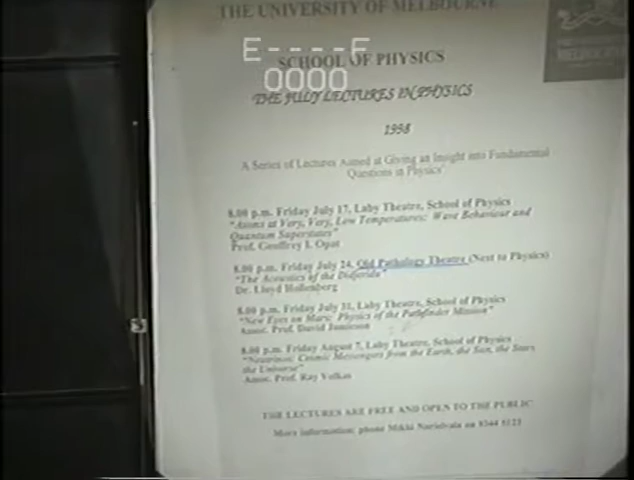 THE UNIVERSITY OF MELBOURNE
E-----F
SCHOOL OF PHYSICS
0000
THE JULY LECTURES IN PHYSICS
1998
A Series of Lectures Aimed at Giving an Insight into Fundamental
Questions in Physics
8.00 p.m. Friday July 17, Laby Theatre, School of Physics
"Atoms at Very, Very, Low Temperatures: Wave Behaviour and
Quantum Superstates"
Prof. Geoffrey I. Opat
8.00 p.m. Friday July 24, Old Pathology Theatre (Next to Physics)
"The Acoustics of the Didjeridu"
Dr. Lloyd Hollenberg
8.00 p.m. Friday July 31, Laby Theatre, School of Physics
"New Eyes on Mars: Physics of the Pathfinder Mission"
Assoc. Prof. David Jamieson
8.00 p.m. Friday August 7, Laby Theatre, School of Physics
"Neutrinos: Cosmic Messengers from the Earth, the Sun, the Stars,
the Universe"
Assoc. Prof. Ray Volkas
THE LECTURES ARE FREE AND OPEN TO THE PUBLIC
More information: phone Mikki on 9344